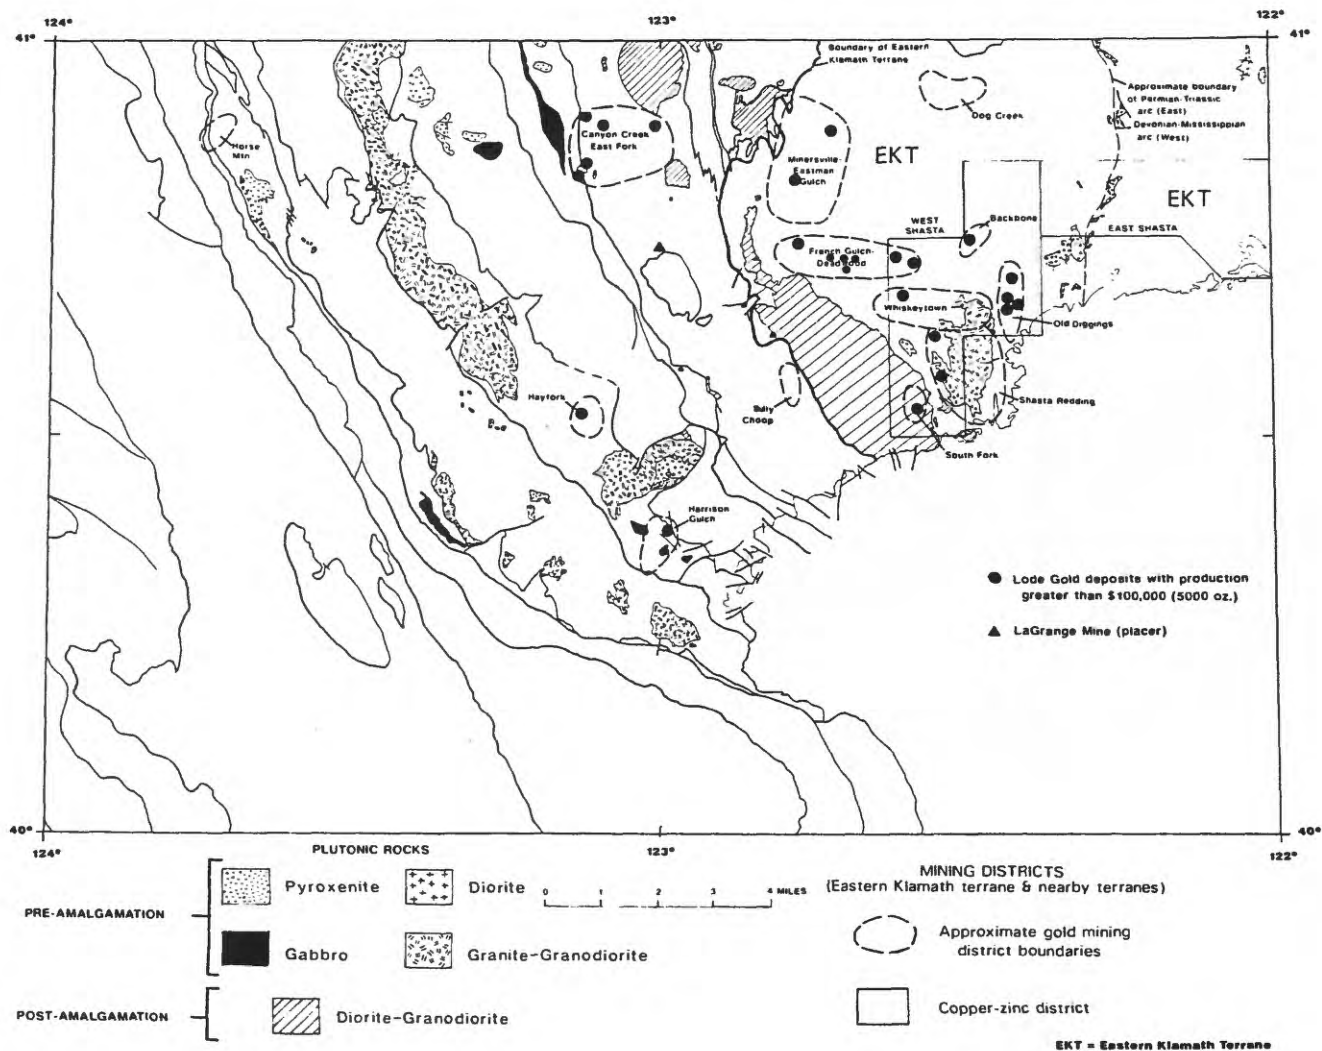 124°
123°
122°
41°
41°
Boundary of Eastern
Klamath Terrane
Approximate boundary
of Permian-Triassic
arc (East)
Devonian-Mississippian
arc (West)
Dog Creek
Horse
Mtn
Canyon Creek
East Fork
Minersville-
Eastman
Gulch
EKT
EKT
WEST
SHASTA
Backbone
EAST SHASTA
French Gulch-
Deadwood
Whiskeytown
Old Diggings
Hayfork
Bully
Choop
Shasta Redding
South Fork
Harrison
Gulch
Lode Gold deposits with production
greater than $100,000 (5000 oz.)
LaGrange Mine (placer)
40°
40°
124°
123°
122°
PLUTONIC ROCKS
PRE-AMALGAMATION
Pyroxenite
Diorite
Gabbro
Granite-Granodiorite
POST-AMALGAMATION
Diorite-Granodiorite
0 1 2 3 4 MILES
MINING DISTRICTS
(Eastern Klamath terrane & nearby terranes)
Approximate gold mining
district boundaries
Copper-zinc district
EKT = Eastern Klamath Terrane